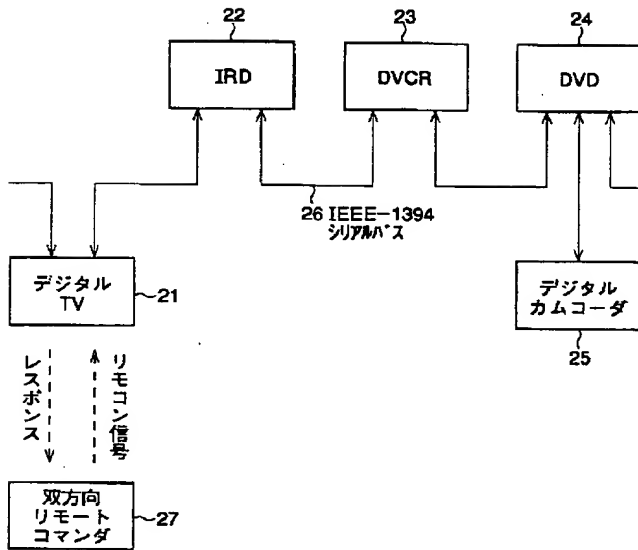 22
IRD
23
DVCR
24
DVD
26 IEEE-1394
シリアルバス
デジタル
TV
21
デジタル
カムコーダ
25
レスポンス
リモコン信号
双方向
リモート
コマンダ
27